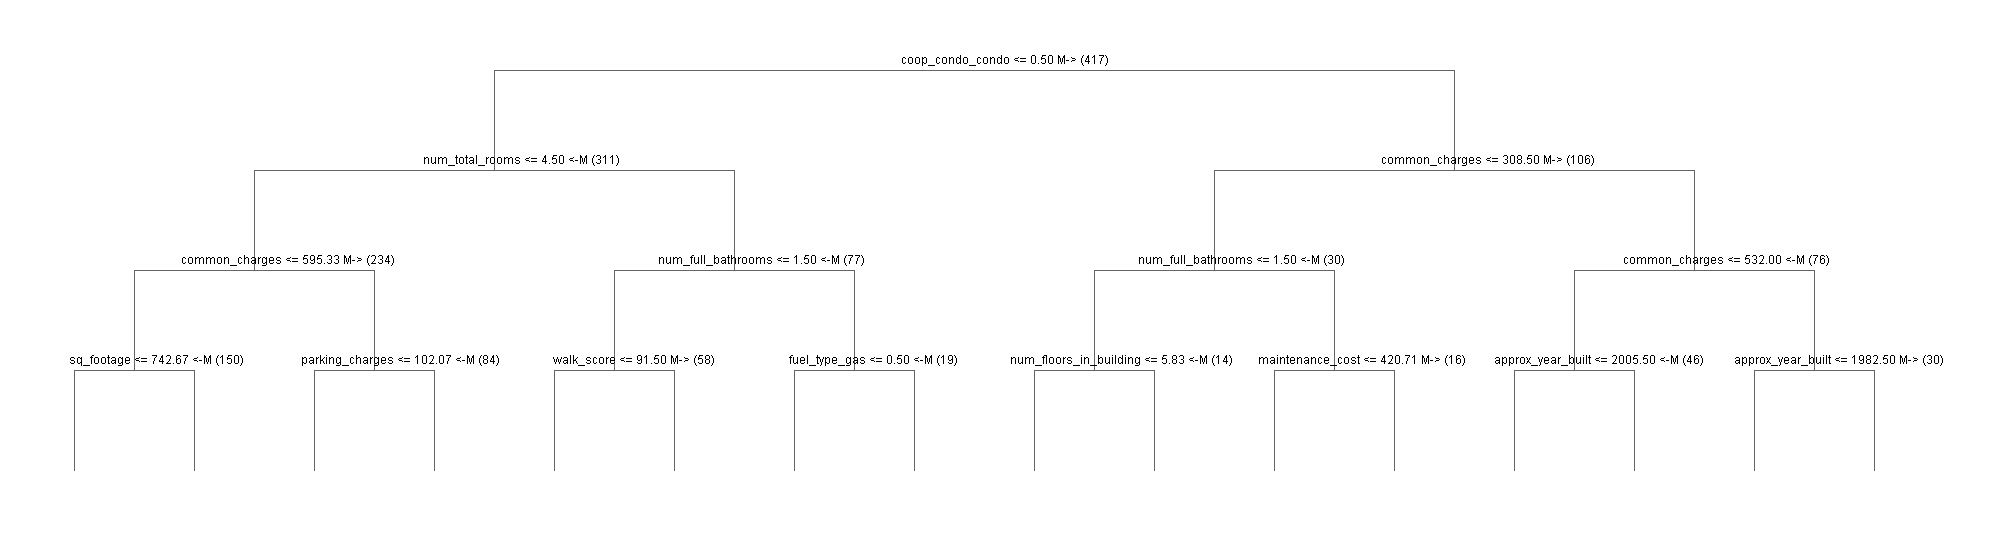 coop_condo_condo <= 0.50 M-> (417)
num_total_rooms <= 4.50 <-M (311)
common_charges <= 308.50 M-> (106)
common_charges <= 595.33 M-> (234)
num_full_bathrooms <= 1.50 <-M (77)
num_full_bathrooms <= 1.50 <-M (30)
common_charges <= 532.00 <-M (76)
sq_footage <= 742.67 <-M (150)
parking_charges <= 102.07 <-M (84)
walk_score <= 91.50 M-> (58)
fuel_type_gas <= 0.50 <-M (19)
num_floors_in_building <= 5.83 <-M (14)
maintenance_cost <= 420.71 M-> (16)
approx_year_built <= 2005.50 <-M (46)
approx_year_built <= 1982.50 M-> (30)